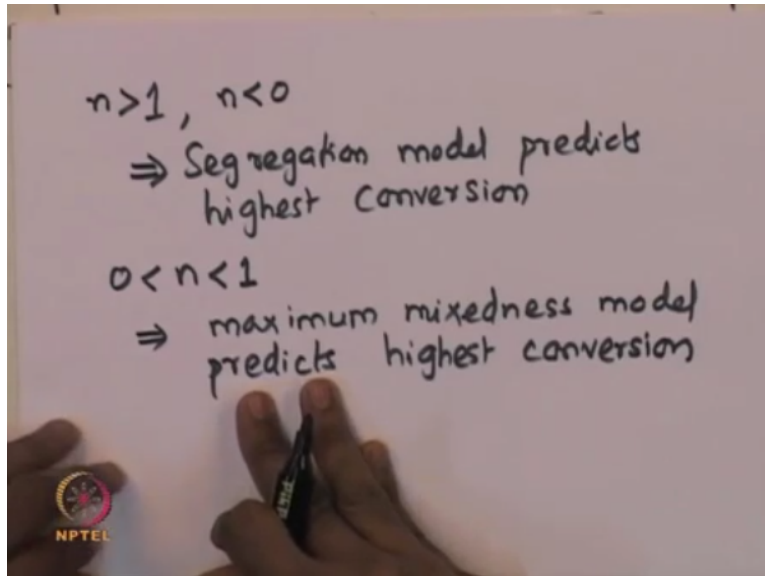 n>1, n<0
⇒ Segregation model predicts
highest conversion
0<n<1
⇒ maximum mixedness model
predicts highest conversion
NPTEL